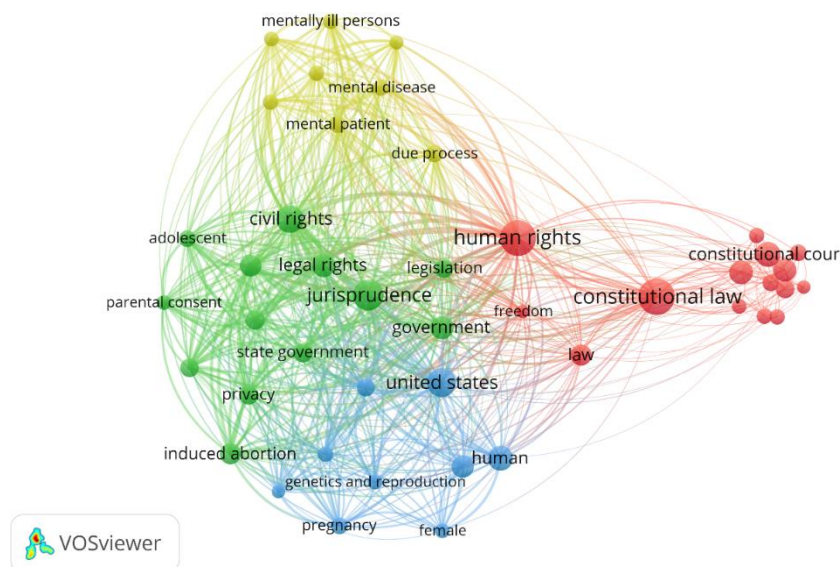 mentally ill persons
mental disease
mental patient
due process
civil rights
human rights
adolescent
legal rights
legislation
constitutional cour
parental consent
jurisprudence
constitutional law
freedom
government
state government
law
privacy
united states
induced abortion
human
genetics and reproduction
pregnancy
female
VOSviewer